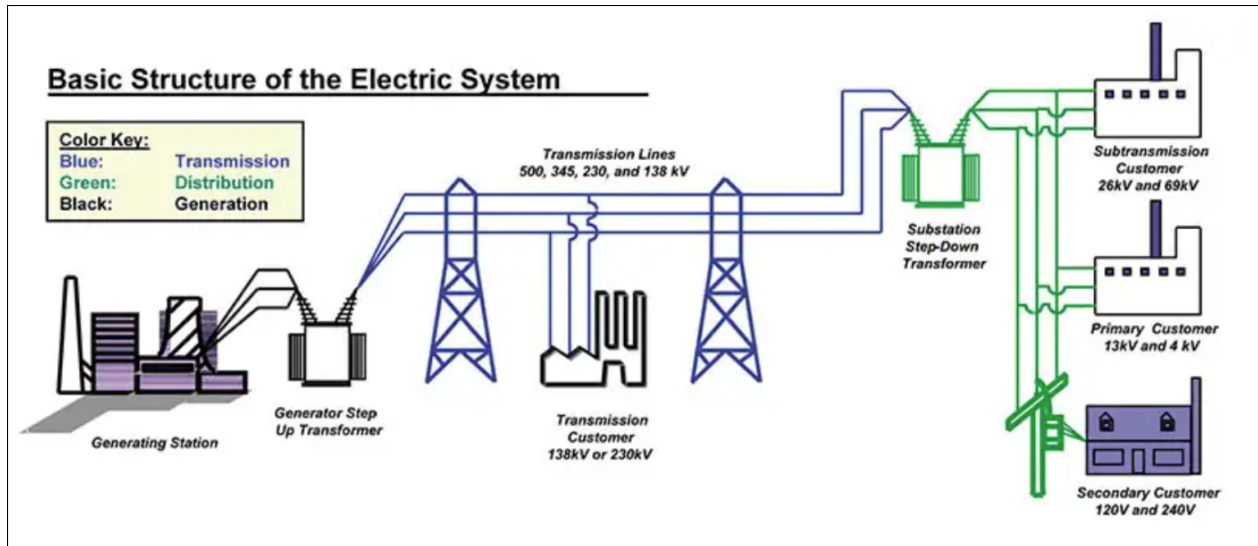 Basic Structure of the Electric System
Color Key:
Blue: Transmission
Green: Distribution
Black: Generation
Transmission Lines
500, 345, 230, and 138 kV
Subtransmission
Customer
26kV and 69kV
Substation
Step-Down
Transformer
Primary Customer
13kV and 4 kV
Generating Station
Generator Step
Up Transformer
Transmission
Customer
138kV or 230kV
Secondary Customer
120V and 240V